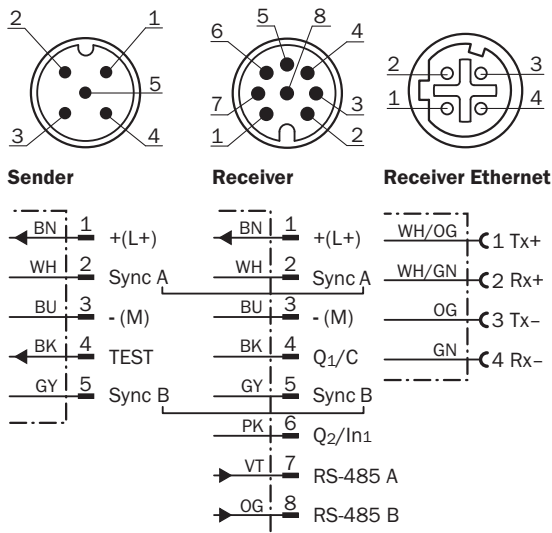 2 1
5
3 4
5 8
6 4
7 3
1 2
2 3
1 4
Sender
BN 1 +(L+)
WH 2 Sync A
BU 3 - (M)
BK 4 TEST
GY 5 Sync B
Receiver
BN 1 +(L+)
WH 2 Sync A
BU 3 - (M)
BK 4 Q1/C
GY 5 Sync B
PK 6 Q2/In1
VT 7 RS-485 A
OG 8 RS-485 B
Receiver Ethernet
WH/OG 1 Tx+
WH/GN 2 Rx+
OG 3 Tx–
GN 4 Rx–